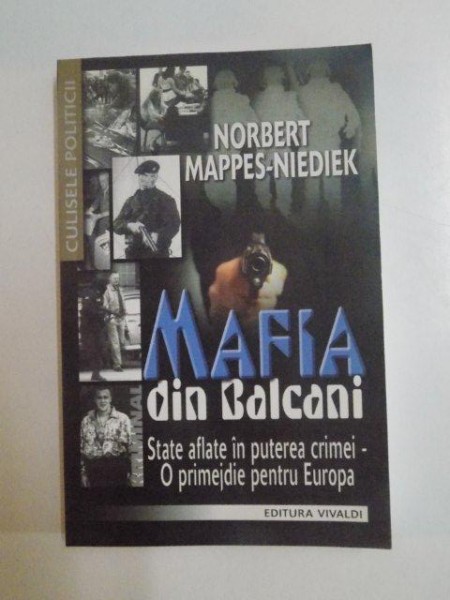 CULISELE POLITICII
NORBERT
MAPPES-NIEDIEK
MAFIA
din Balcani
State aflate în puterea crimei -
O primejdie pentru Europa
EDITURA VIVALDI